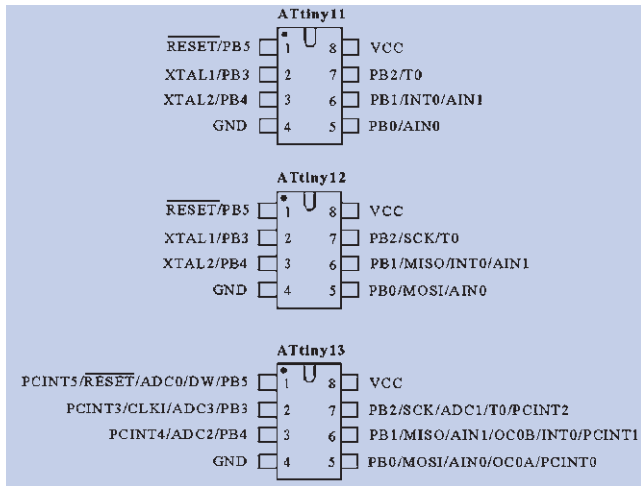 ATtiny11
RESET/PB5 1 8 VCC
XTAL1/PB3 2 7 PB2/T0
XTAL2/PB4 3 6 PB1/INT0/AIN1
GND 4 5 PB0/AIN0
ATtiny12
RESET/PB5 1 8 VCC
XTAL1/PB3 2 7 PB2/SCK/T0
XTAL2/PB4 3 6 PB1/MISO/INT0/AIN1
GND 4 5 PB0/MOSI/AIN0
ATtiny13
PCINT5/RESET/ADC0/DW/PB5 1 8 VCC
PCINT3/CLKI/ADC3/PB3 2 7 PB2/SCK/ADC1/T0/PCINT2
PCINT4/ADC2/PB4 3 6 PB1/MISO/AIN1/OC0B/INT0/PCINT1
GND 4 5 PB0/MOSI/AIN0/OC0A/PCINT0